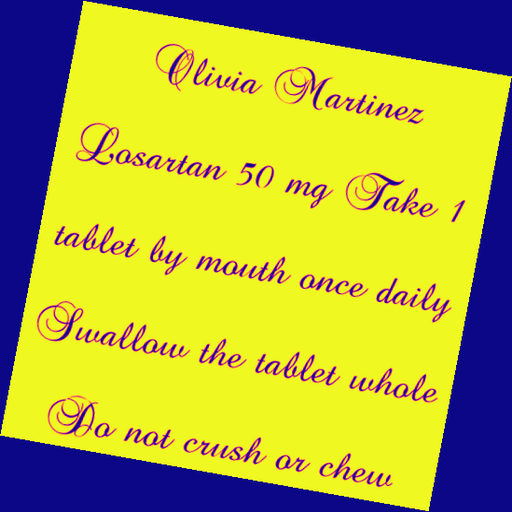 Olivia Martinez
Losartan 50 mg Take 1
tablet by mouth once daily
Swallow the tablet whole
Do not crush or chew